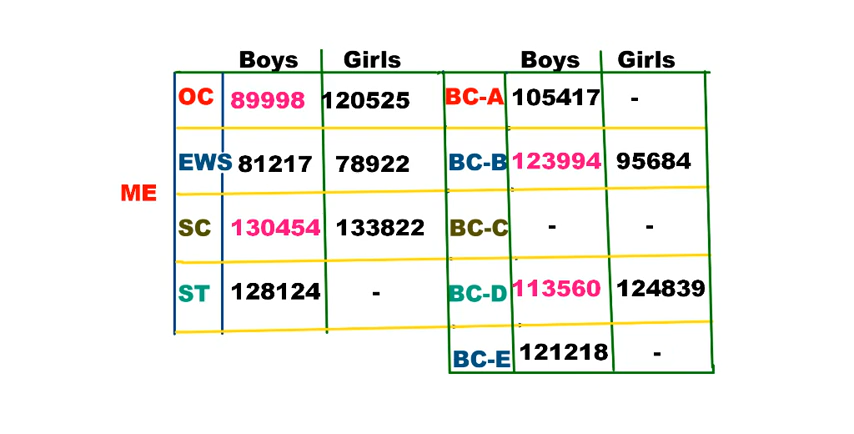 Boys Girls Boys Girls
OC 89998 120525 BC-A 105417 -
EWS 81217 78922 BC-B 123994 95684
ME
SC 130454 133822 BC-C - -
ST 128124 - BC-D 113560 124839
BC-E 121218 -